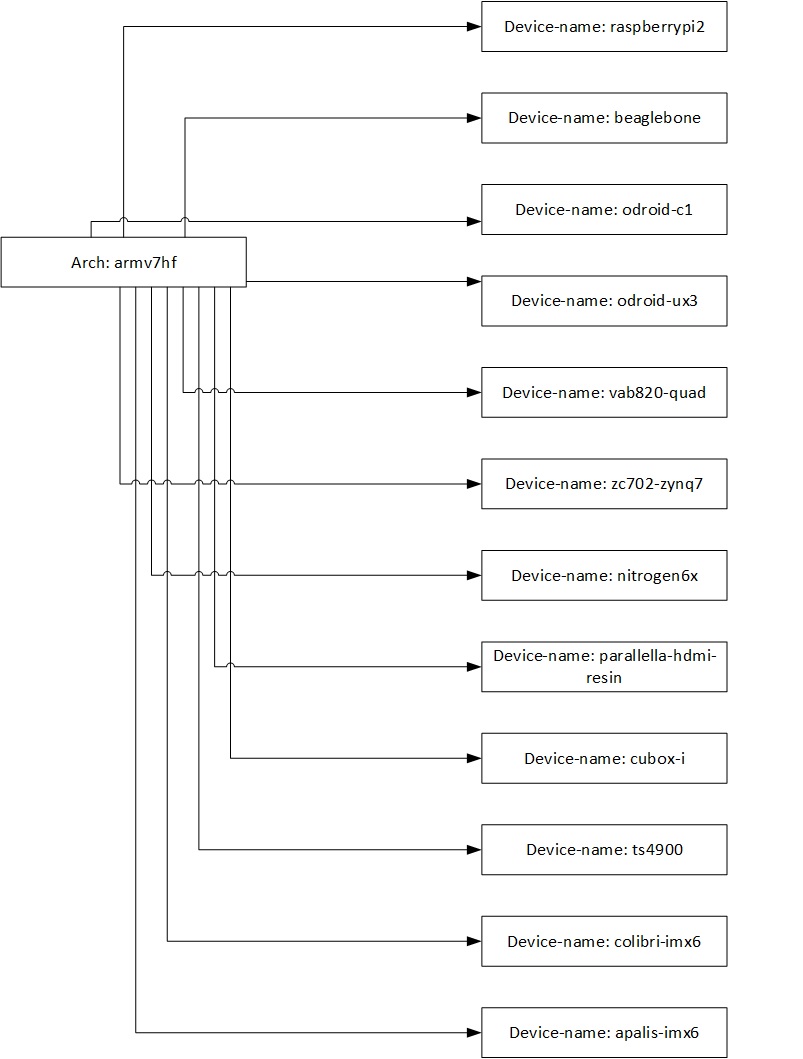 Device-name: raspberrypi2
Device-name: beaglebone
Device-name: odroid-c1
Arch: armv7hf
Device-name: odroid-ux3
Device-name: vab820-quad
Device-name: zc702-zynq7
Device-name: nitrogen6x
Device-name: parallella-hdmi-
resin
Device-name: cubox-i
Device-name: ts4900
Device-name: colibri-imx6
Device-name: apalis-imx6